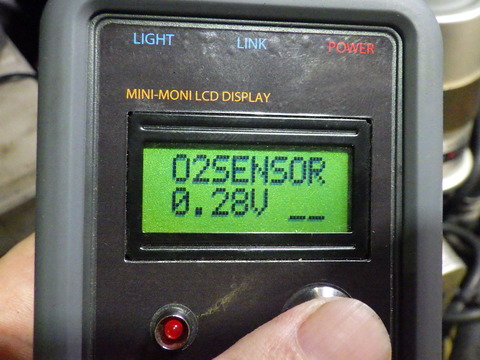 LIGHT LINK POWER
MINI-MONI LCD DISPLAY
O2SENSOR
0.28V __